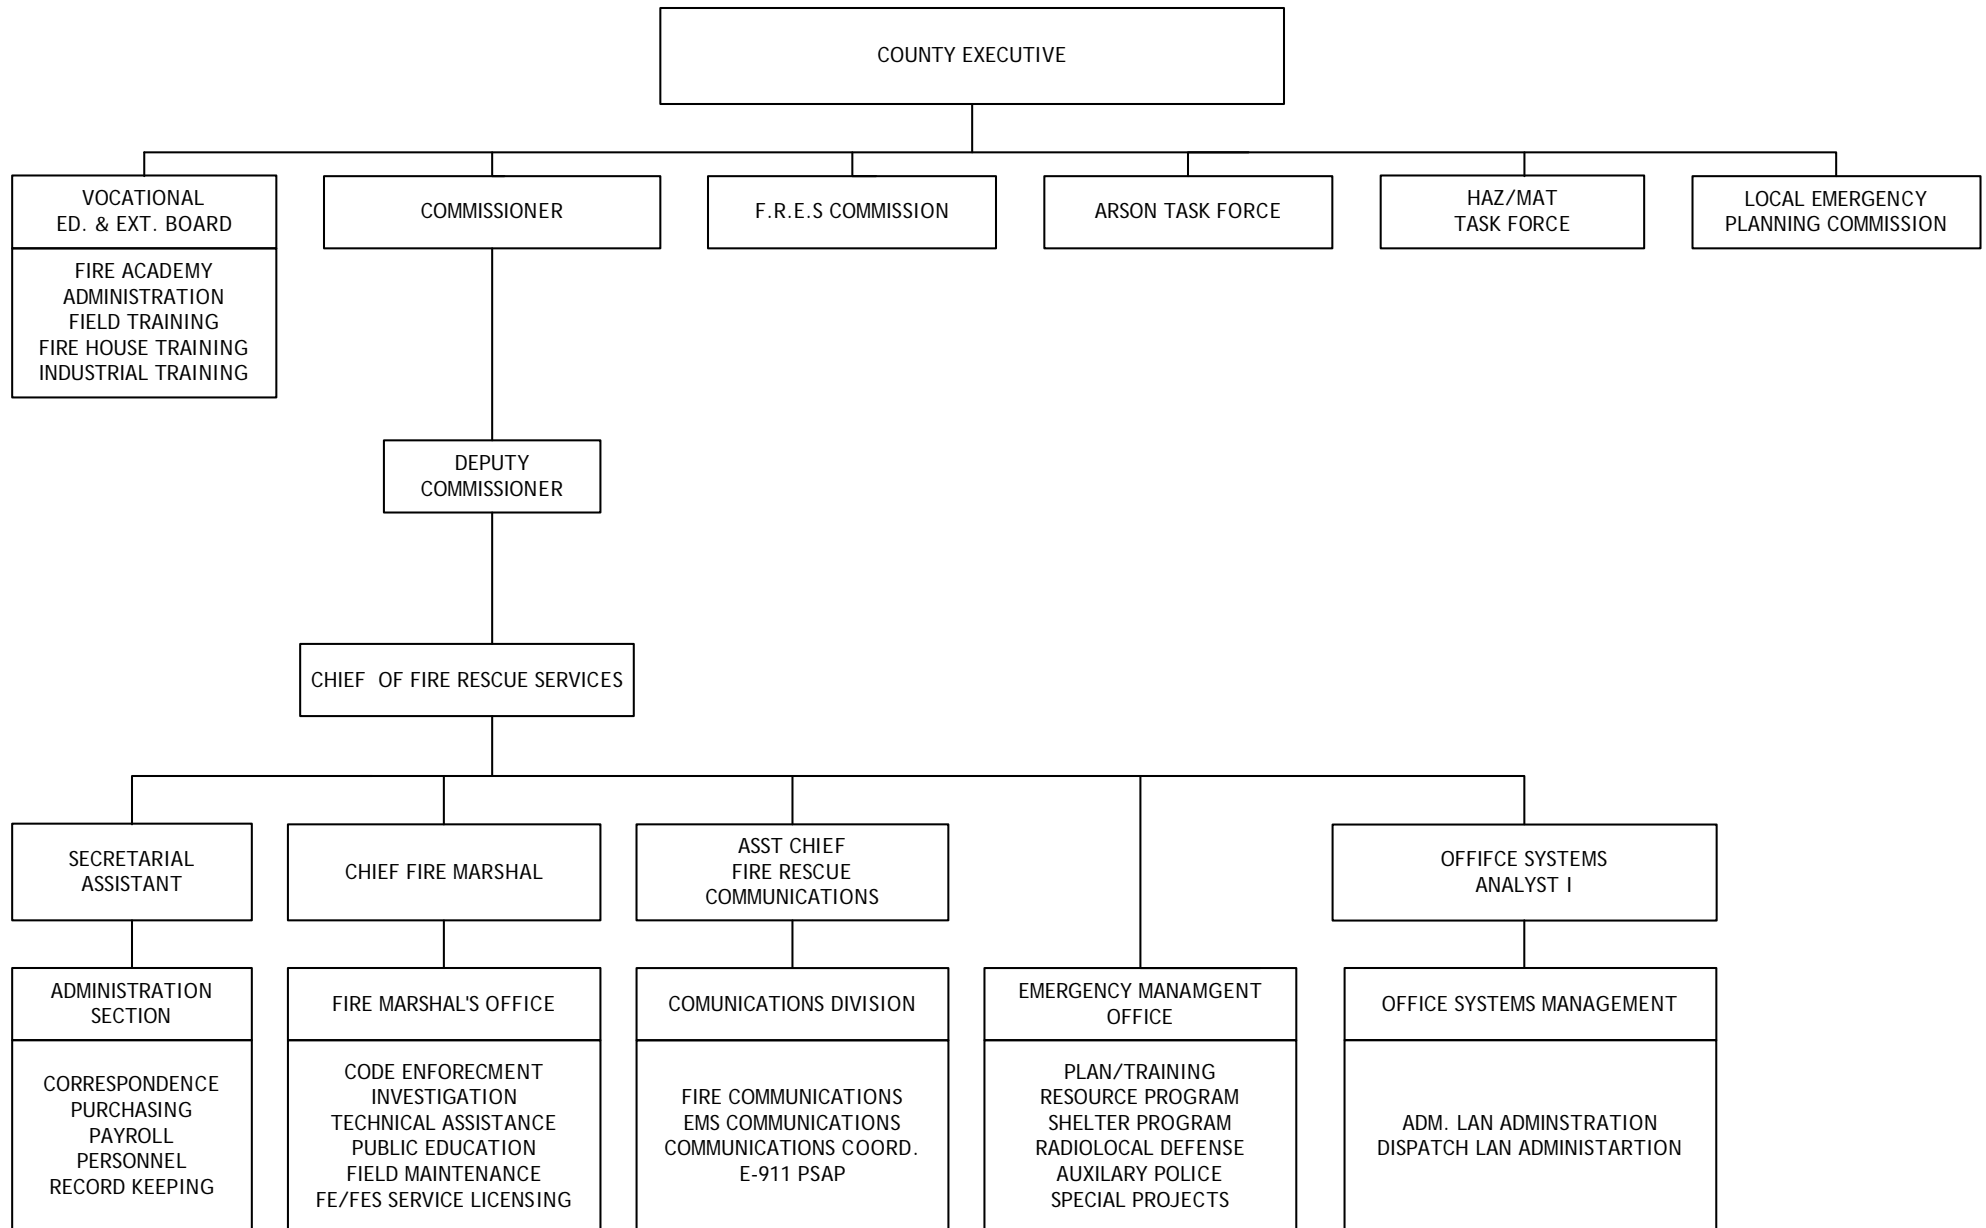 COUNTY EXECUTIVE
VOCATIONAL
ED. & EXT. BOARD
FIRE ACADEMY
ADMINISTRATION
FIELD TRAINING
FIRE HOUSE TRAINING
INDUSTRIAL TRAINING
COMMISSIONER
F.R.E.S COMMISSION
ARSON TASK FORCE
HAZ/MAT
TASK FORCE
LOCAL EMERGENCY
PLANNING COMMISSION
DEPUTY
COMMISSIONER
CHIEF OF FIRE RESCUE SERVICES
SECRETARIAL
ASSISTANT
CHIEF FIRE MARSHAL
ASST CHIEF
FIRE RESCUE
COMMUNICATIONS
OFFIFCE SYSTEMS
ANALYST I
ADMINISTRATION
SECTION
CORRESPONDENCE
PURCHASING
PAYROLL
PERSONNEL
RECORD KEEPING
FIRE MARSHAL'S OFFICE
CODE ENFORECMENT
INVESTIGATION
TECHNICAL ASSISTANCE
PUBLIC EDUCATION
FIELD MAINTENANCE
FE/FES SERVICE LICENSING
COMUNICATIONS DIVISION
FIRE COMMUNICATIONS
EMS COMMUNICATIONS
COMMUNICATIONS COORD.
E-911 PSAP
EMERGENCY MANAMGENT
OFFICE
PLAN/TRAINING
RESOURCE PROGRAM
SHELTER PROGRAM
RADIOLOCAL DEFENSE
AUXILARY POLICE
SPECIAL PROJECTS
OFFICE SYSTEMS MANAGEMENT
ADM. LAN ADMINSTRATION
DISPATCH LAN ADMINISTARTION